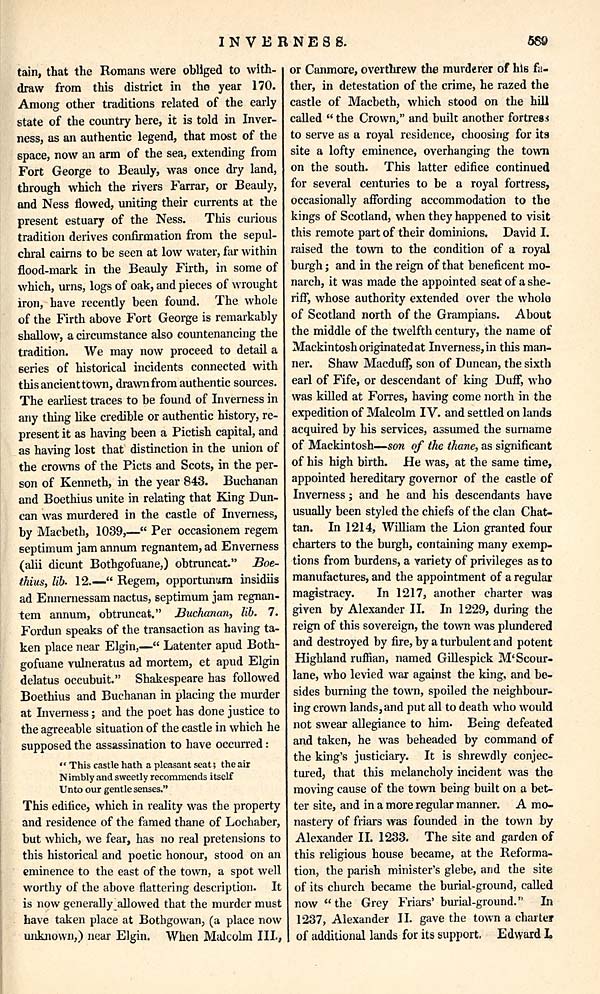 INVERNESS.
589
tain, that the Romans were obliged to with-
draw from this district in the year 170.
Among other traditions related of the early
state of the country here, it is told in Inver-
ness, as an authentic legend, that most of the
space, now an arm of the sea, extending from
Fort George to Beauly, was once dry land,
through which the rivers Farrar, or Beauly,
and Ness flowed, uniting their currents at the
present estuary of the Ness. This curious
tradition derives confirmation from the sepul-
chral cairns to be seen at low water, far within
flood-mark in the Beauly Firth, in some of
which, urns, logs of oak, and pieces of wrought
iron, have recently been found. The whole
of the Firth above Fort George is remarkably
shallow, a circumstance also countenancing the
tradition. We may now proceed to detail a
series of historical incidents connected with
this ancient town, drawn from authentic sources.
The earliest traces to be found of Inverness in
any thing like credible or authentic history, re-
present it as having been a Pictish capital, and
as having lost that distinction in the union of
the crowns of the Picts and Scots, in the per-
son of Kenneth, in the year 843. Buchanan
and Boethius unite in relating that King Dun-
can was murdered in the castle of Inverness,
by Macbeth, 1039,—“ Per occasionem regem
septimum jam annum regnantem, ad Enverness
(alii dicunt Bothgofuane,) obtruncat.” Boe-
thius, lib. 12.—“ Regem, opportunum insidiis
ad Ennernessam nactus, septimum jam regnan-
tem annum, obtruncat.” Buchanan, lib. 7.
Fordun speaks of the transaction as having ta-
ken place near Elgin,—“ Latenter apud Both-
gofuane vulneratus ad mortem, et apud Elgin
delatus occubuit.” Shakespeare has followed
Boethius and Buchanan in placing the murder
at Inverness; and the poet has done justice to
the agreeable situation of the castle in which he
supposed the assassination to have occurred:
“ This castle hath a pleasant seat; the air
Nimbly and sweetly recommends itself
Unto our gentle senses.”
This edifice, which in reality was the property
and residence of the famed thane of Lochaber,
but which, we fear, has no real pretensions to
this historical and poetic honour, stood on an
eminence to the east of the town, a spot well
worthy of the above flattering description. It
is now generally allowed that the murder must
have taken place at Bothgowan, (a place now
unknown,) near Elgin. When Malcolm III.,
or Canmore, overthrew the murderer of his fa-
ther, in detestation of the crime, he razed the
castle of Macbeth, which stood on the hill
called “ the Crown,” and built another fortress
to serve as a royal residence, choosing for its
site a lofty eminence, overhanging the town
on the south. This latter edifice continued
for several centuries to be a royal fortress,
occasionally affording accommodation to the
kings of Scotland, when they happened to visit
this remote part of their dominions. David I.
raised the town to the condition of a royal
burgh; and in the reign of that beneficent mo-
narch, it was made the appointed seat of a she-
riff, whose authority extended over the whole
of Scotland north of the Grampians. About
the middle of the twelfth century, the name of
Mackintosh originated at Inverness, in this man-
ner. Shaw Macduff, son of Duncan, the sixth
earl of Fife, or descendant of king Duff, who
was killed at Forres, having come north in the
expedition of Malcolm IV. and settled on lands
acquired by his services, assumed the surname
of Mackintosh—son of the thane, as significant
of his high birth. He was, at the same time,
appointed hereditary governor of the castle of
Inverness; and he and his descendants have
usually been styled the chiefs of the clan Chat-
tan. In 1214, William the Lion granted four
charters to the burgh, containing many exemp-
tions from burdens, a variety of privileges as to
manufactures, and the appointment of a regular
magistracy. In 1217, another charter was
given by Alexander II. In 1229, during the
reign of this sovereign, the town was plundered
and destroyed by fire, by a turbulent and potent
Highland ruffian, named Gillespick M‘Scour-
lane, who levied war against the king, and be-
sides burning the town, spoiled the neighbour-
ing crown lands, and put all to death who would
not swear allegiance to him. Being defeated
and taken, he was beheaded by command of
the king's justiciary. It is shrewdly conjec-
tured, that this melancholy incident was the
moving cause of the town being built on a bet-
ter site, and in a more regular manner. A mo-
nastery of friars was founded in the town by
Alexander II. 1233. The site and garden of
this religious house became, at the Reforma-
tion, the parish minister's glebe, and the site
of its church became the burial-ground, called
now “ the Grey Friars' burial-ground.” In
1237, Alexander II. gave the town a charter
of additional lands for its support. Edward I.